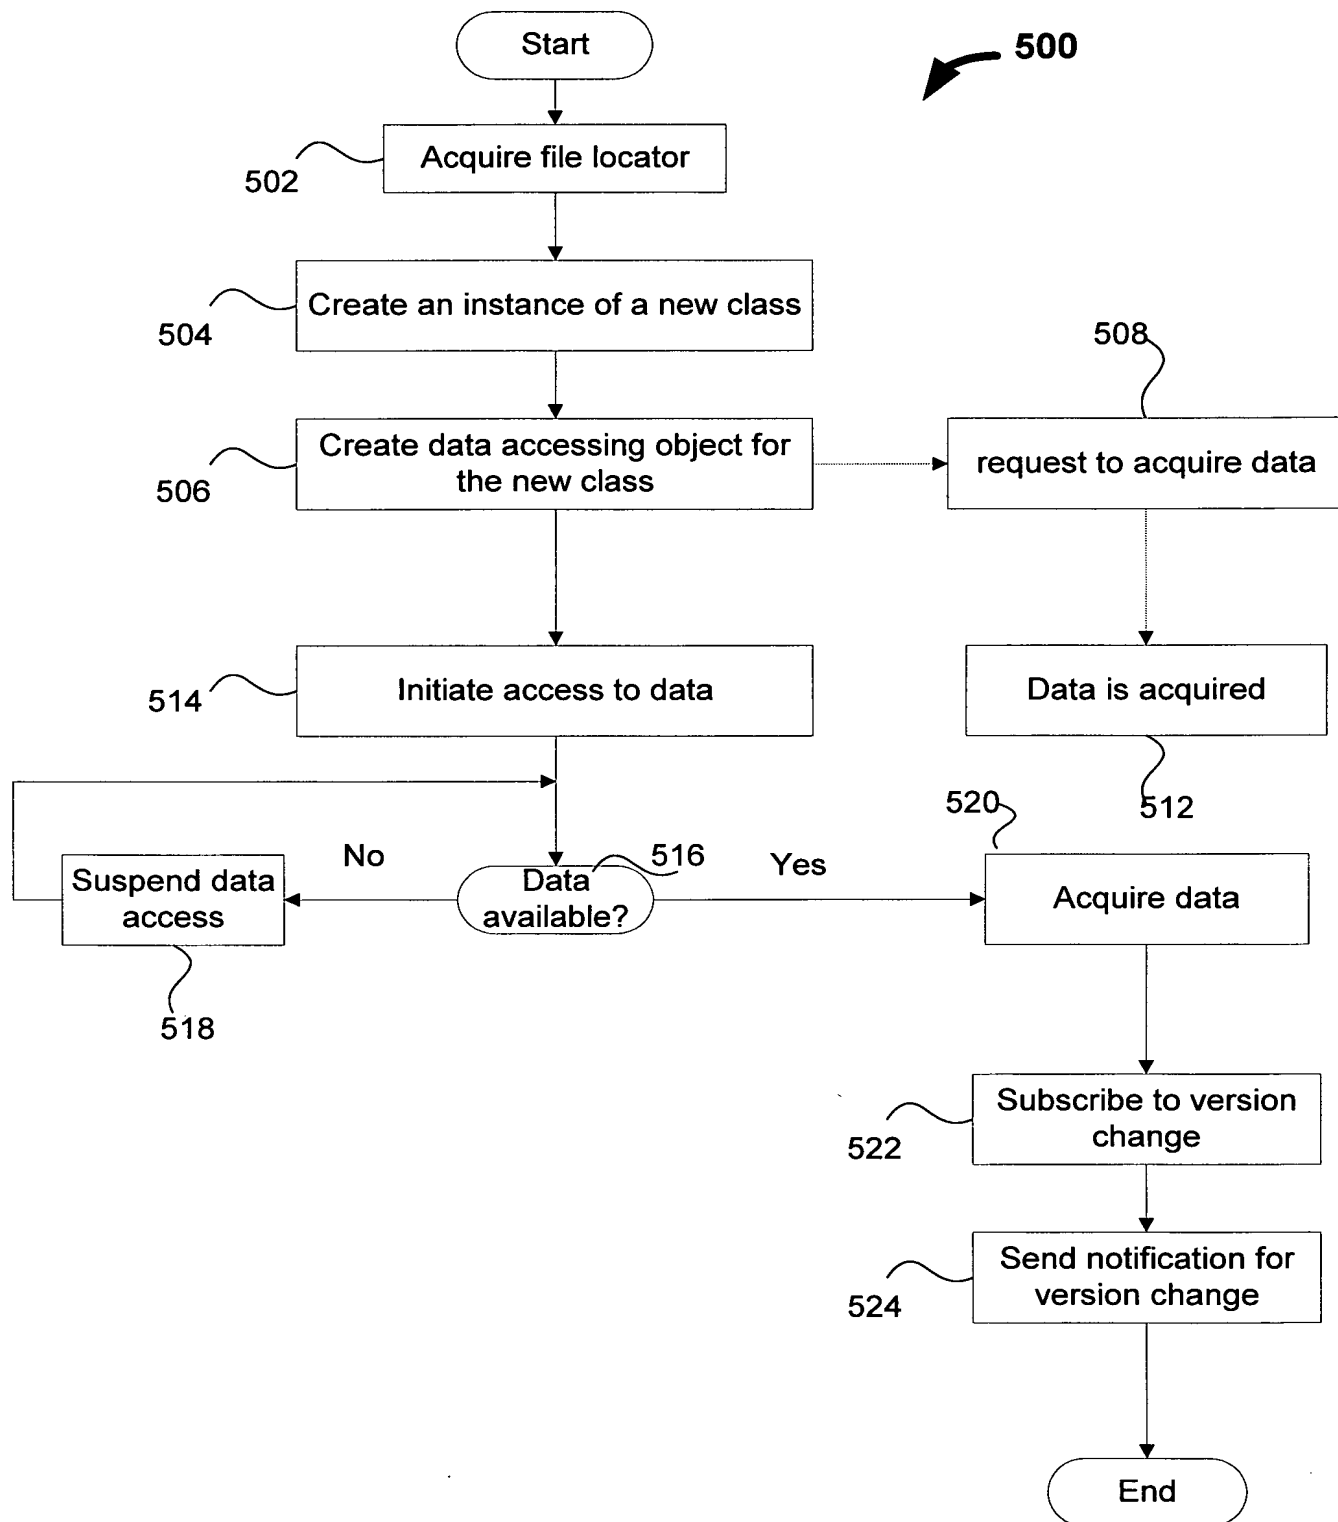 Start
500
Acquire file locator
502
Create an instance of a new class
504
508
Create data accessing object for
the new class
506
request to acquire data
Initiate access to data
514
Data is acquired
512
520
516
No
Yes
Suspend data
access
518
Data
available?
Acquire data
Subscribe to version
change
522
Send notification for
version change
524
End